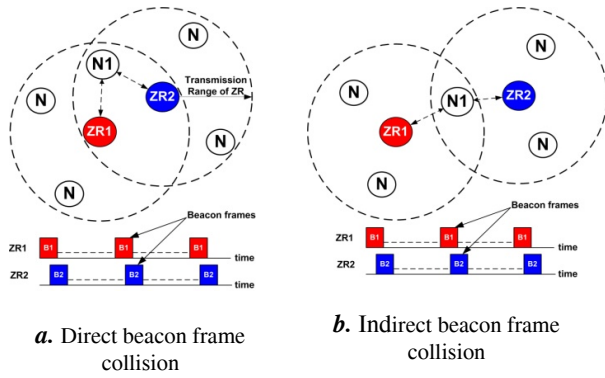 N
N1
ZR2
Transmission
Range of ZR
N
ZR1
N
N
Beacon frames
ZR1
B1
B1
B1
time
ZR2
B2
B2
B2
time
a. Direct beacon frame
collision
N
N
N1
ZR2
ZR1
N
N
Beacon frames
ZR1
B1
B1
B1
time
ZR2
B2
B2
B2
time
b. Indirect beacon frame
collision